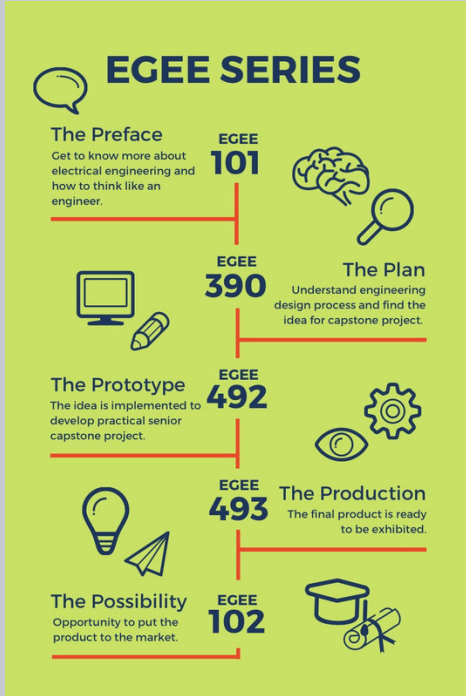 EGEE SERIES
The Preface
Get to know more about
electrical engineering and
how to think like an
engineer.
EGEE
101
EGEE
390
The Plan
Understand engineering
design process and find the
idea for capstone project.
The Prototype
The idea is implemented to
develop practical senior
capstone project.
EGEE
492
EGEE
493
The Production
The final product is ready
to be exhibited.
The Possibility
Opportunity to put the
product to the market.
EGEE
102